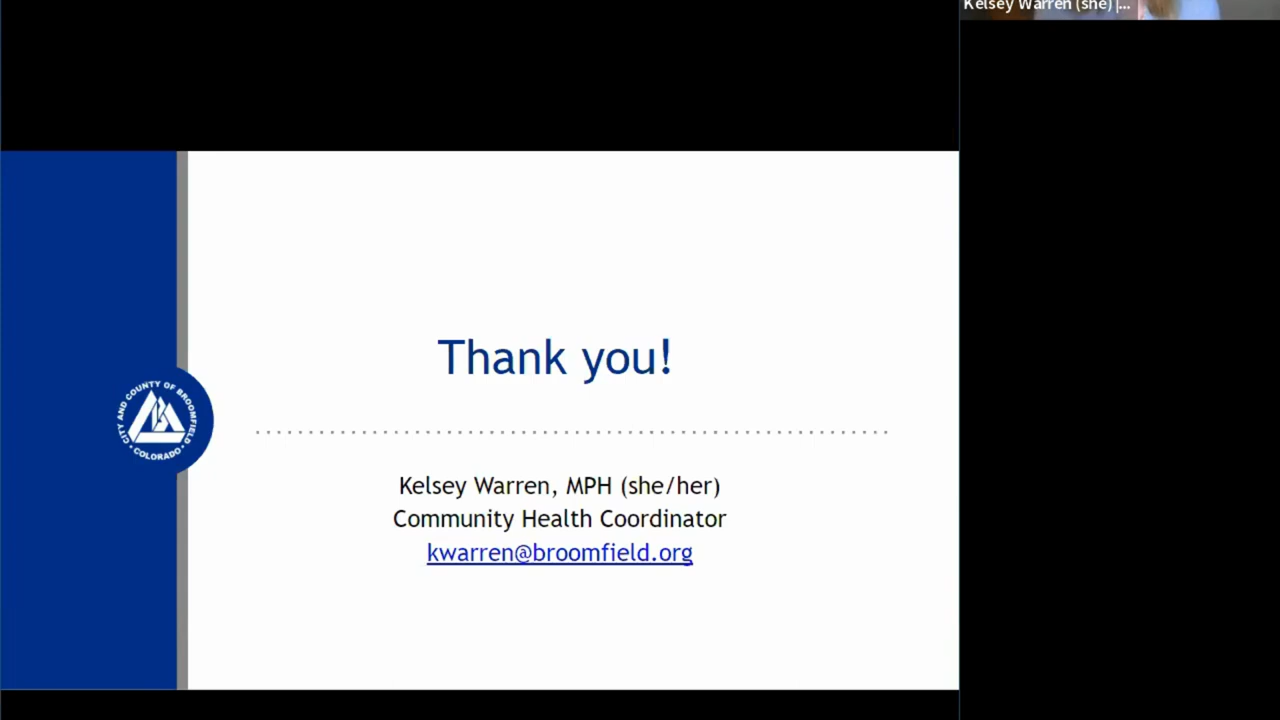 Kelsey Warren (she) |...
Thank you!
CITY AND COUNTY OF BROOMFIELD
• COLORADO •
Kelsey Warren, MPH (she/her)
Community Health Coordinator
kwarren@broomfield.org